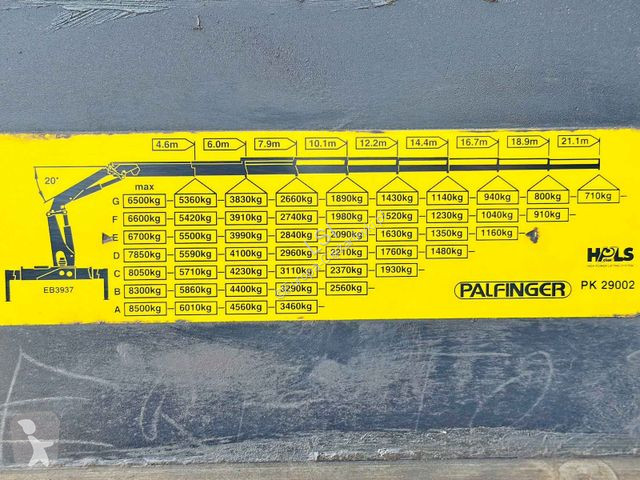 4.6m 6.0m 7.9m 10.1m 12.2m 14.4m 16.7m 18.9m 21.1m
20°
max
G 6500kg 5360kg 3830kg 2660kg 1890kg 1430kg 1140kg 940kg 800kg 710kg
F 6600kg 5420kg 3910kg 2740kg 1980kg 1520kg 1230kg 1040kg 910kg
E 6700kg 5500kg 3990kg 2840kg 2090kg 1630kg 1350kg 1160kg
D 7850kg 5590kg 4100kg 2960kg 2210kg 1760kg 1480kg
C 8050kg 5710kg 4230kg 3110kg 2370kg 1930kg
B 8300kg 5860kg 4400kg 3290kg 2560kg
A 8500kg 6010kg 4560kg 3460kg
EB3937
HPLS
PALFINGER PK 29002